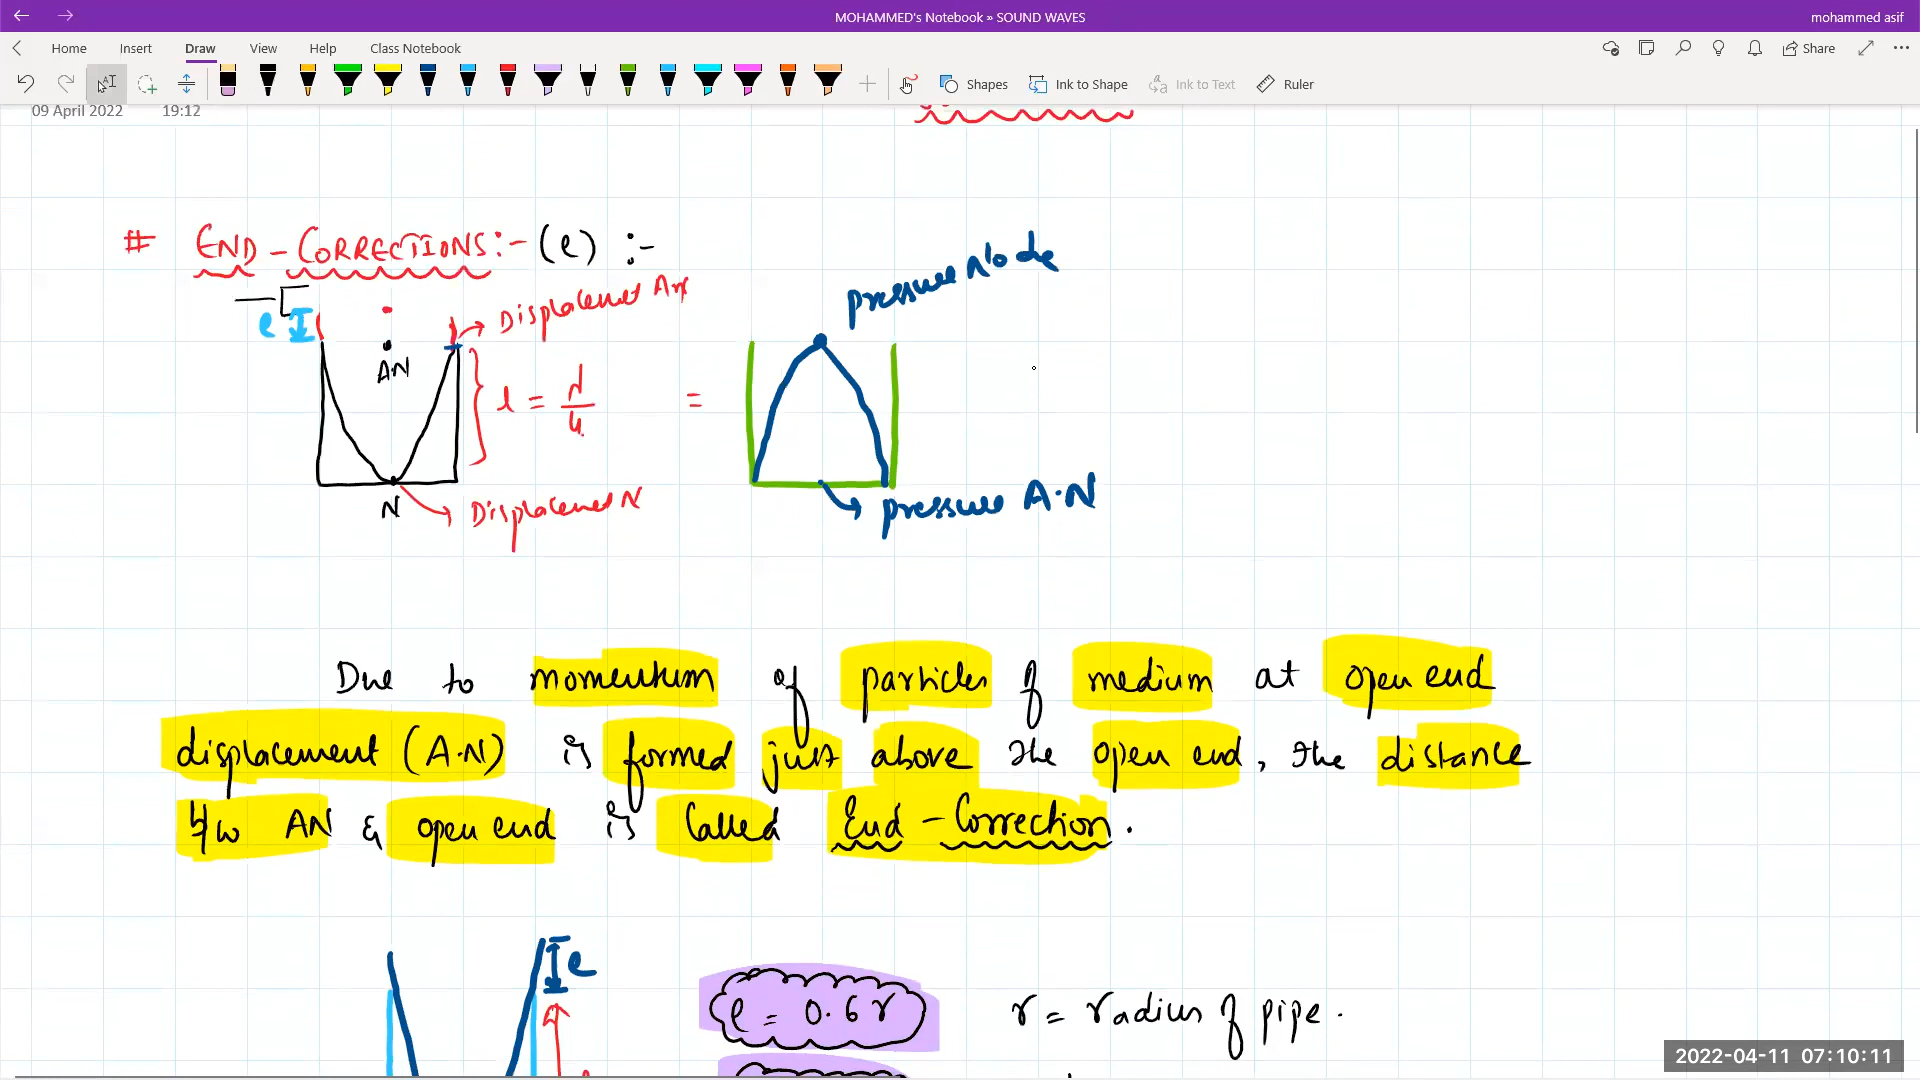 MOHAMMED's Notebook » SOUND WAVES
mohammed asif
Home Insert Draw View Help Class Notebook
Share
Shapes Ink to Shape Ink to Text Ruler
09 April 2022 19:12
# END - CORRECTIONS :- (e) :-
pressure Node
e
Displacement
A.N
l = λ/4
=
N
Displacement N
pressure A.N
Due to momentum of particles of medium at open end
displacement (A.N) is formed just above the open end, the distance
b/w AN & open end is called End - Correction.
e
e = 0.6 r
r = radius of pipe.
2022-04-11 07:10:11